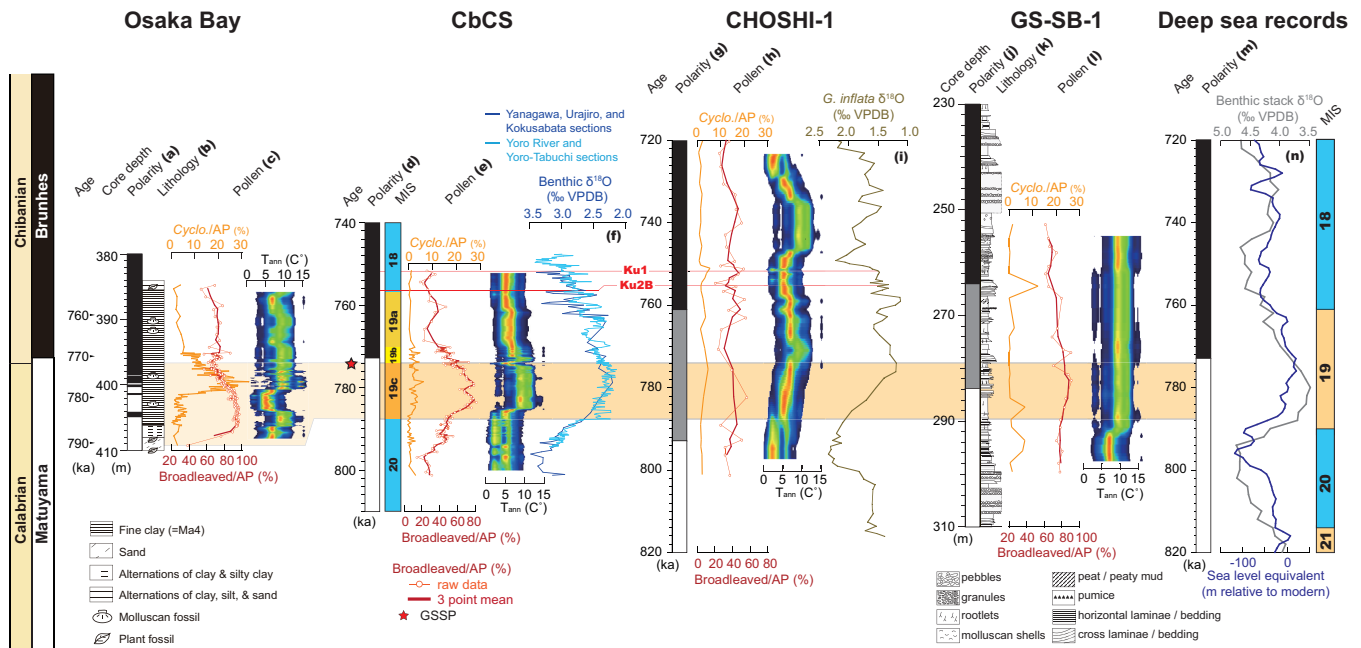 Osaka Bay
CbCS
CHOSHI-1
GS-SB-1
Deep sea records
Calabrian
Chibanian
Matuyama
Brunhes
Age
Core depth
Polarity (a)
Lithology (b)
Pollen (c)
Cyclo./AP (%)
0 10 20 30
Tann (C°)
0 5 10 15
380
760
390
770
400
780
790
410
(ka)
(m)
20 40 60 80 100
Broadleaved/AP (%)
Fine clay (=Ma4)
Sand
Alternations of clay & silty clay
Alternations of clay, silt, & sand
Molluscan fossil
Plant fossil
Age
Polarity (d)
MIS
Pollen (e)
Yanagawa, Urajiro, and
Kokusabata sections
Yoro River and
Yoro-Tabuchi sections
Benthic δ18O
(‰ VPDB)
3.5 3.0 2.5 2.0
(f)
Cyclo./AP (%)
0 10 20 30
740
760
780
800
(ka)
18
19a
19b
19c
20
0 20 40 60 80
Broadleaved/AP (%)
0 5 10 15
Tann (C°)
Broadleaved/AP (%)
raw data
3 point mean
GSSP
Ku1
Ku2B
Age
Polarity (g)
Pollen (h)
Cyclo./AP (%)
0 10 20 30
G. inflata δ18O
(‰ VPDB)
2.5 2.0 1.5 1.0
(i)
720
740
760
780
800
820
(ka)
0 5 10 15
Tann (C°)
0 20 40 60 80
Broadleaved/AP (%)
Core depth
Polarity (j)
Lithology (k)
Pollen (l)
Cyclo./AP (%)
0 10 20 30
230
250
270
290
310
(m)
0 5 10 15
Tann (C°)
20 40 60 80 100
Broadleaved/AP (%)
pebbles
granules
rootlets
molluscan shells
peat / peaty mud
pumice
horizontal laminae / bedding
cross laminae / bedding
Age
Polarity (m)
Benthic stack δ18O
(‰ VPDB)
5.0 4.5 4.0 3.5
(n)
MIS
720
740
760
780
800
820
(ka)
18
19
20
21
-100 0
Sea level equivalent
(m relative to modern)